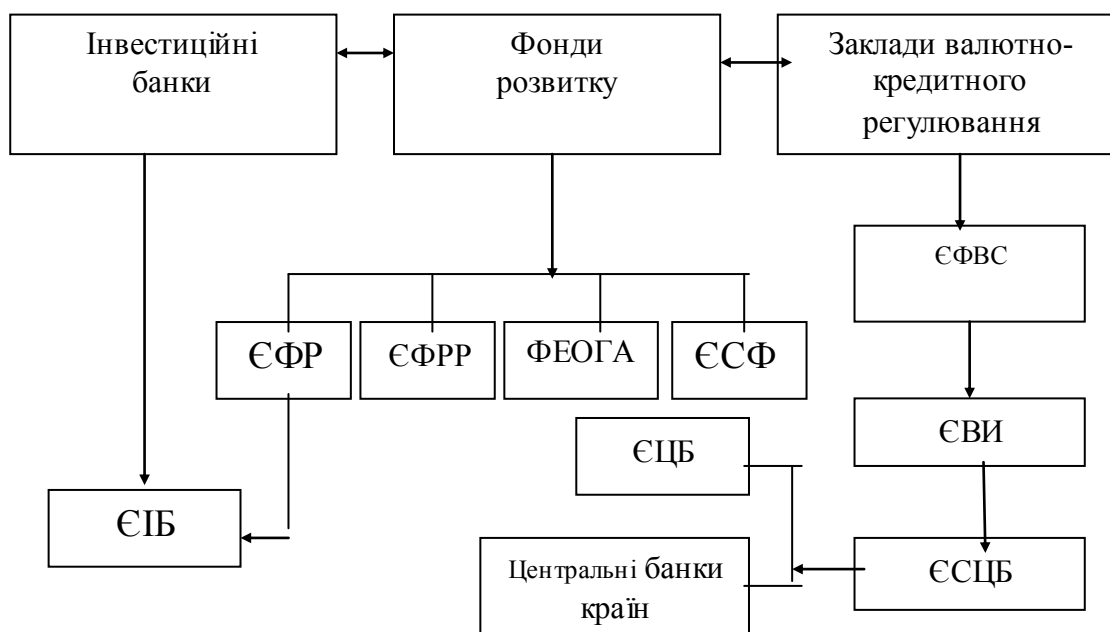 Інвестиційні
банки
Фонди
розвитку
Заклади валютно-
кредитного
регулювання
ЄФВС
ЄФР
ЄФРР
ФЕОГА
ЄСФ
ЄВИ
ЄЦБ
ЄІБ
Центральні банки
країн
ЄСЦБ